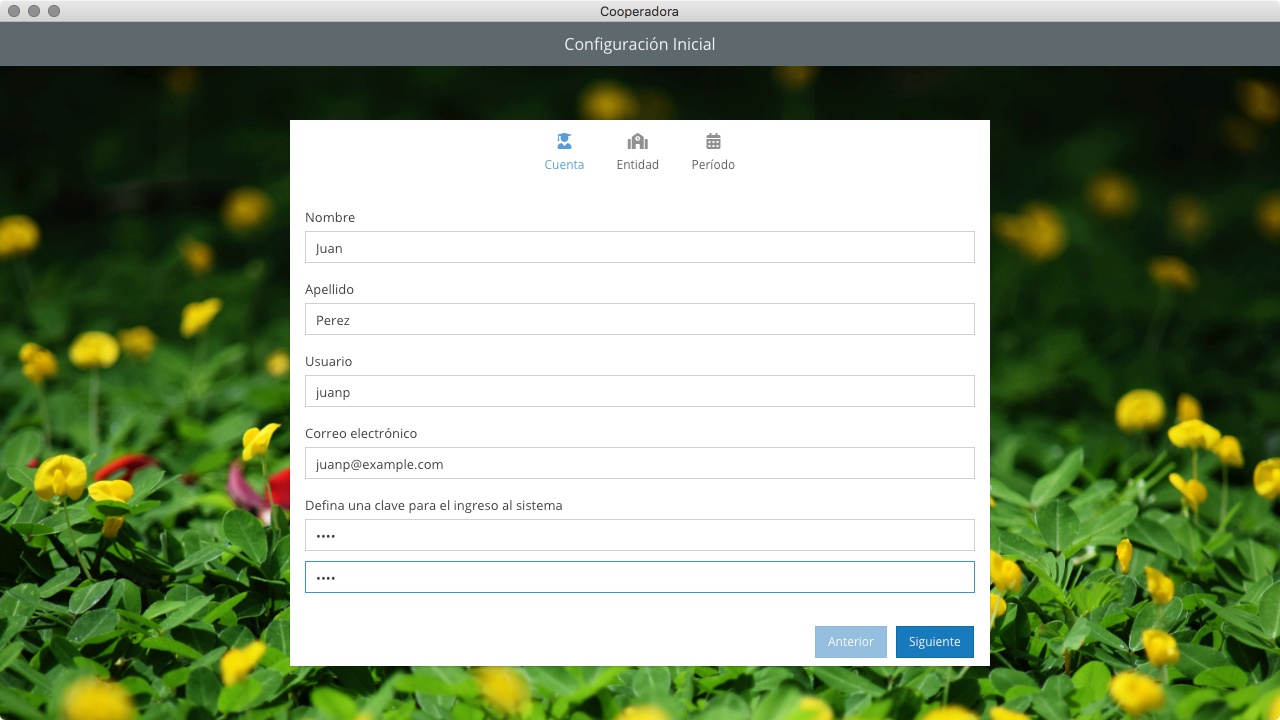 Cooperadora
Configuración Inicial
Cuenta Entidad Período
Nombre
Juan
Apellido
Perez
Usuario
juanp
Correo electrónico
juanp@example.com
Defina una clave para el ingreso al sistema
••••
••••
Anterior Siguiente